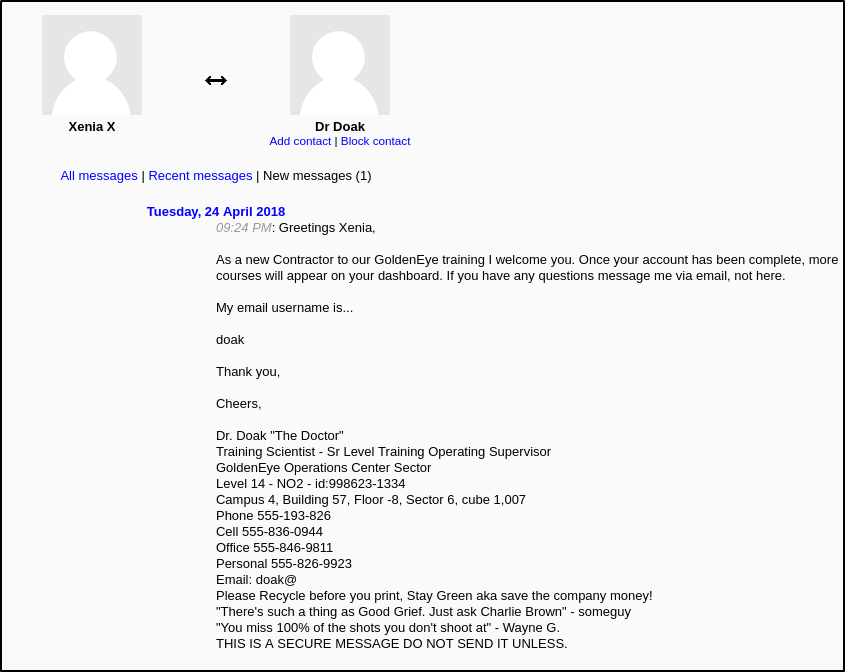 Xenia X
Dr Doak
Add contact | Block contact
All messages | Recent messages | New messages (1)
Tuesday, 24 April 2018
09:24 PM: Greetings Xenia,
As a new Contractor to our GoldenEye training I welcome you. Once your account has been complete, more
courses will appear on your dashboard. If you have any questions message me via email, not here.
My email username is...
doak
Thank you,
Cheers,
Dr. Doak "The Doctor"
Training Scientist - Sr Level Training Operating Supervisor
GoldenEye Operations Center Sector
Level 14 - NO2 - id:998623-1334
Campus 4, Building 57, Floor -8, Sector 6, cube 1,007
Phone 555-193-826
Cell 555-836-0944
Office 555-846-9811
Personal 555-826-9923
Email: doak@
Please Recycle before you print, Stay Green aka save the company money!
"There's such a thing as Good Grief. Just ask Charlie Brown" - someguy
"You miss 100% of the shots you don't shoot at" - Wayne G.
THIS IS A SECURE MESSAGE DO NOT SEND IT UNLESS.